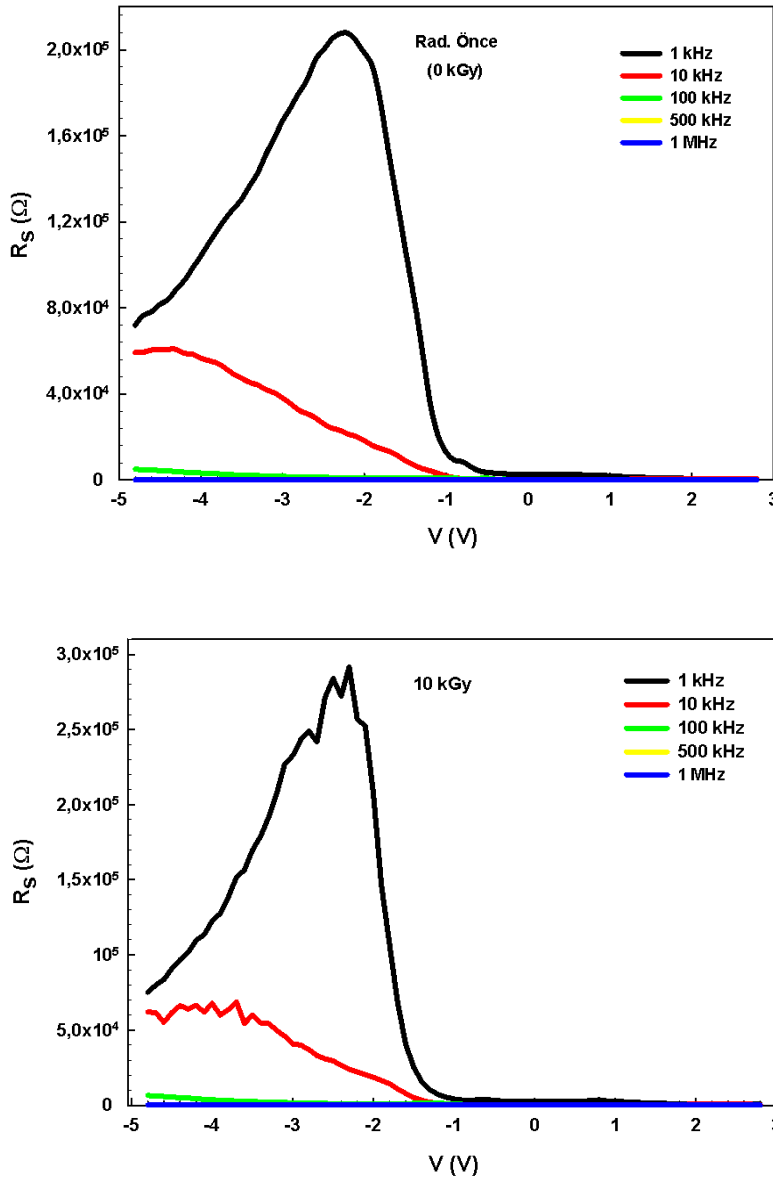 2,0x10⁵
Rad. Önce
(0 kGy)
1 kHz
10 kHz
100 kHz
500 kHz
1 MHz
1,6x10⁵
1,2x10⁵
8,0x10⁴
4,0x10⁴
0
R_S (Ω)
-5 -4 -3 -2 -1 0 1 2 3
V (V)
3,0x10⁵
10 kGy
1 kHz
10 kHz
100 kHz
500 kHz
1 MHz
2,5x10⁵
2,0x10⁵
1,5x10⁵
10⁵
5,0x10⁴
0
R_S (Ω)
-5 -4 -3 -2 -1 0 1 2 3
V (V)